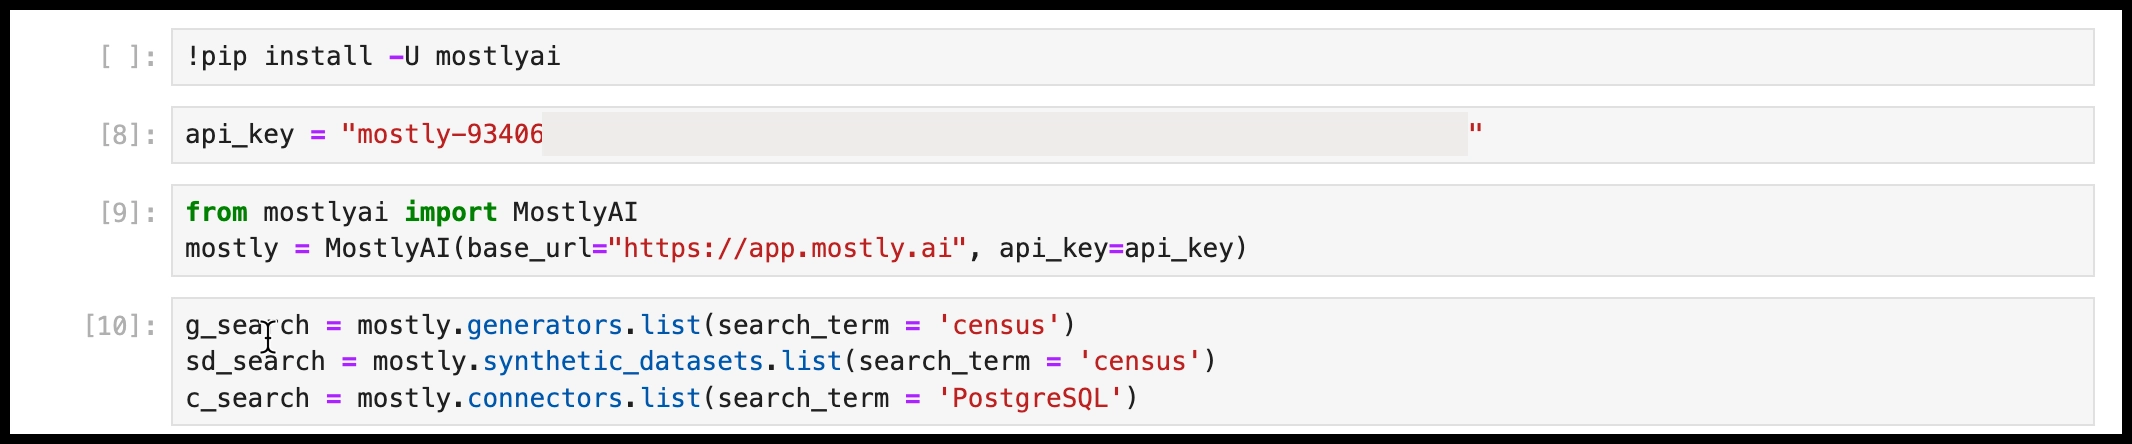 [ ]: !pip install -U mostlyai
[8]: api_key = "mostly-93406"
[9]: from mostlyai import MostlyAI
mostly = MostlyAI(base_url="https://app.mostly.ai", api_key=api_key)
[10]: g_search = mostly.generators.list(search_term = 'census')
sd_search = mostly.synthetic_datasets.list(search_term = 'census')
c_search = mostly.connectors.list(search_term = 'PostgreSQL')